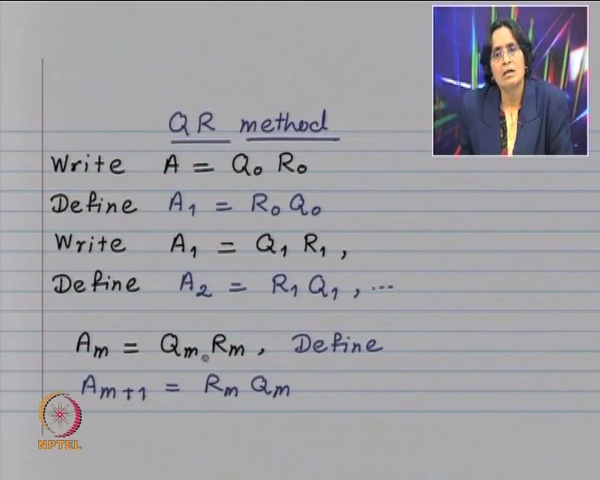 QR method
Write A = Q₀ R₀
Define A₁ = R₀ Q₀
Write A₁ = Q₁ R₁,
Define A₂ = R₁ Q₁, ...
Aₘ = Qₘ Rₘ, Define
Aₘ₊₁ = Rₘ Qₘ
NPTEL